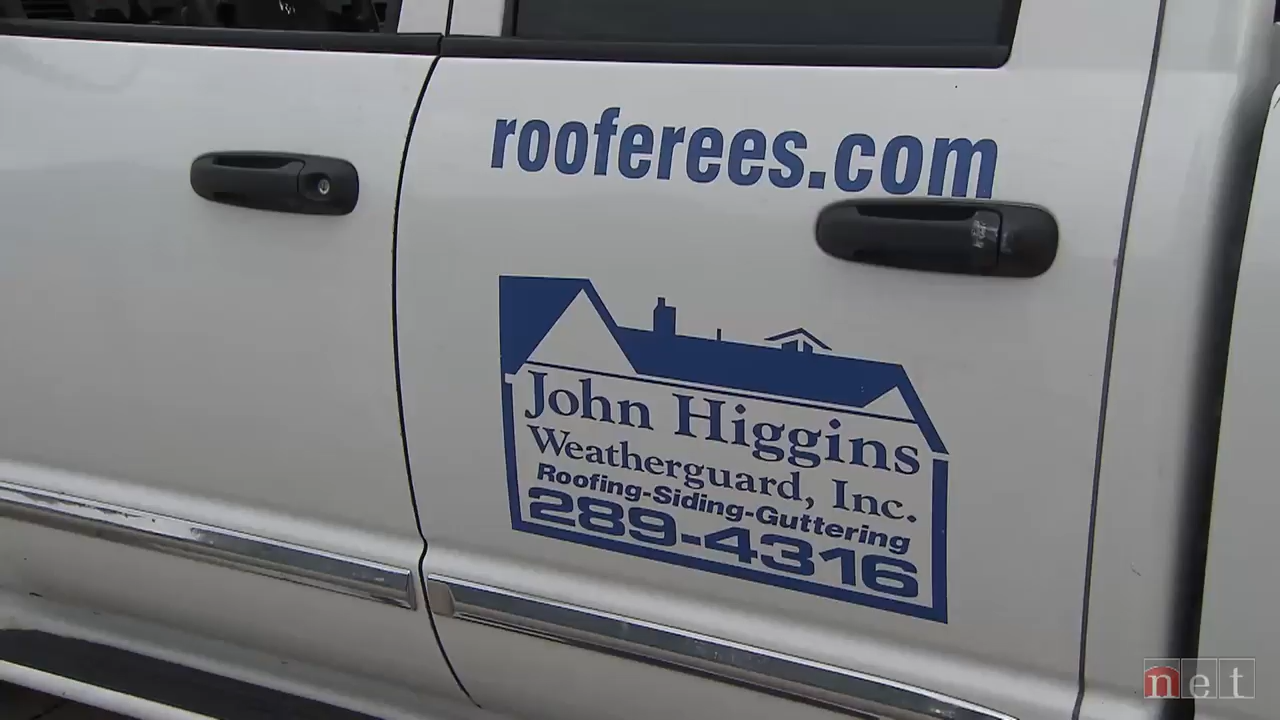 rooferees.com
John Higgins
Weatherguard, Inc.
Roofing-Siding-Guttering
289-4316
net